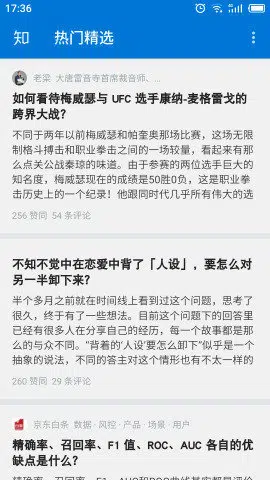 17:36
知 热门精选
老梁 大唐雷音寺首席裁音师、...
如何看待梅威瑟与 UFC 选手康纳-麦格雷戈的
跨界大战?
不同于两年以前梅威瑟和帕奎奥那场比赛,这场无限
制格斗搏击和职业拳击之间的一场较量,看起来有那
么点关公战秦琼的味道。由于参赛的两位选手巨大的
知名度,梅威瑟现在的成绩是50胜0负,这是职业拳
击历史上的一个纪录!他跟同时代几乎所有伟大的选
256 赞同 54 条评论
不知不觉中在恋爱中背了「人设」,要怎么对
另一半卸下来?
半个多月之前就在时间线上看到过这个问题,思考了
很久,终于有了一些想法。目前这个问题下的回答里
已经有很多人在分享自己的经历,每一个故事都是那
么的与众不同。”背着的‘人设’要怎么卸下”似乎是一个
抽象的说法,不同的答主对这个情形也有不太一样的
260 赞同 29 条评论
京东白条 数据 · 风控 · 产品 · 场景 · 用户
精确率、召回率、F1 值、ROC、AUC 各自的优
缺点是什么?